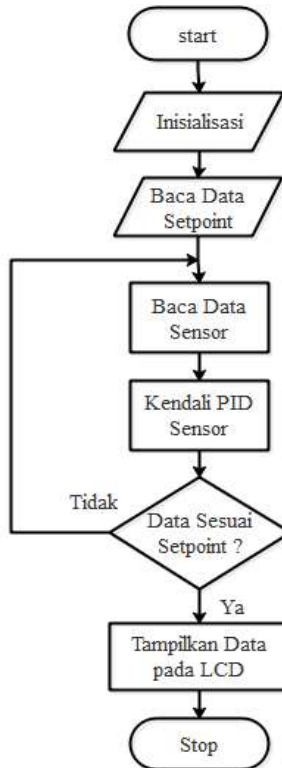 start
Inisialisasi
Baca Data
Setpoint
Baca Data
Sensor
Kendali PID
Sensor
Tidak
Data Sesuai
Setpoint ?
Ya
Tampilkan Data
pada LCD
Stop